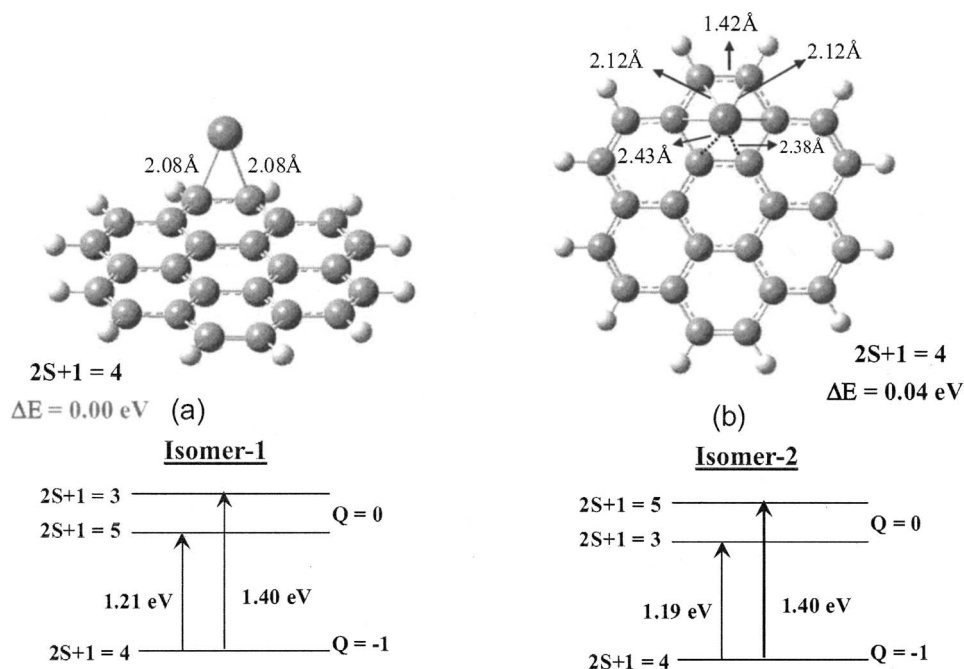 1.42Å
2.12Å
2.12Å
2.43Å
2.38Å
2.08Å
2.08Å
2S+1 = 4
ΔE = 0.00 eV
(a)
2S+1 = 4
ΔE = 0.04 eV
(b)
Isomer-1
2S+1 = 3
2S+1 = 5
Q = 0
1.21 eV
1.40 eV
2S+1 = 4
Q = -1
Isomer-2
2S+1 = 5
2S+1 = 3
Q = 0
1.19 eV
1.40 eV
2S+1 = 4
Q = -1